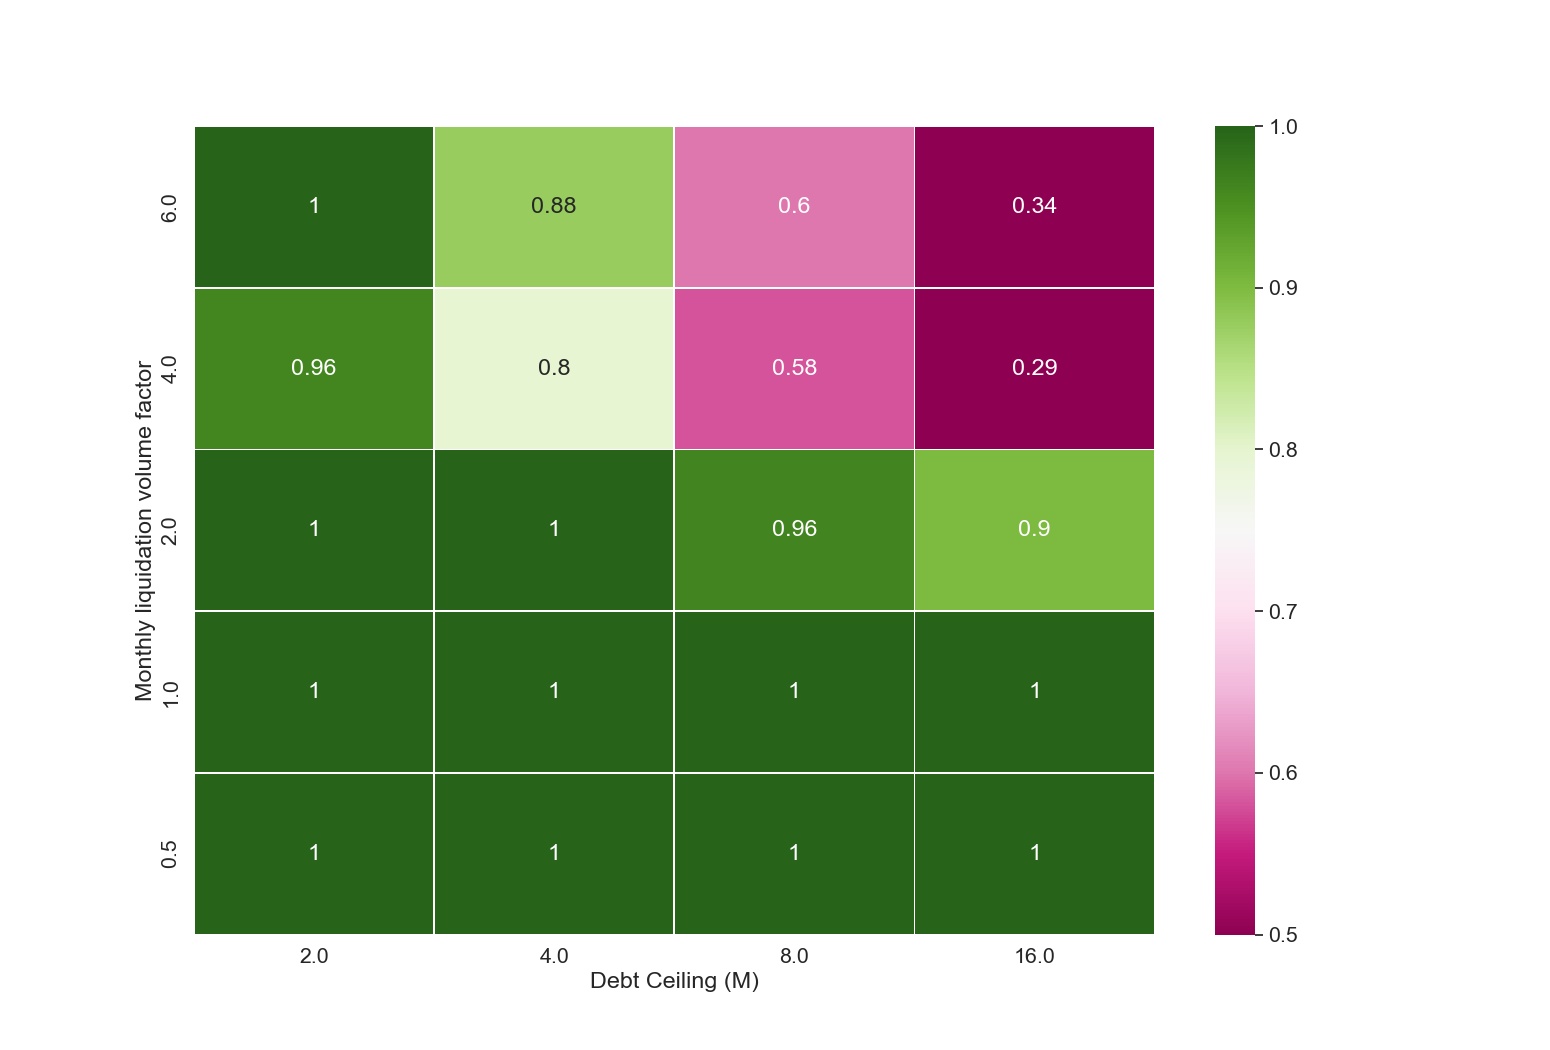 1.0
6.0 1 0.88 0.6 0.34
0.9
4.0 0.96 0.8 0.58 0.29
0.8
Monthly liquidation volume factor
2.0 1 1 0.96 0.9
0.7
1.0 1 1 1 1
0.6
0.5 1 1 1 1
0.5
2.0 4.0 8.0 16.0
Debt Ceiling (M)